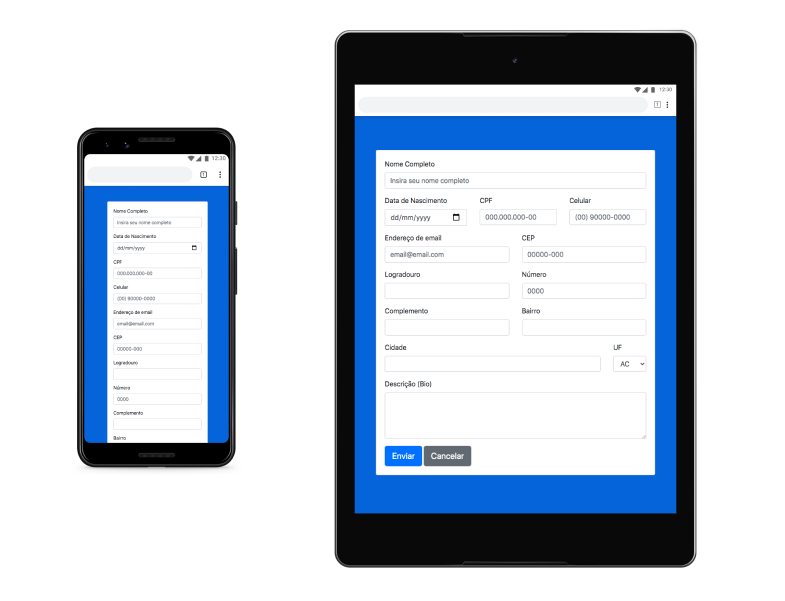 12:30
1
Nome Completo
Insira seu nome completo
Data de Nascimento
dd/mm/yyyy
CPF
000.000.000-00
Celular
(00) 90000-0000
Endereço de email
email@email.com
CEP
00000-000
Logradouro
Número
0000
Complemento
Bairro
12:30
1
Nome Completo
Insira seu nome completo
Data de Nascimento CPF Celular
dd/mm/yyyy 000.000.000-00 (00) 90000-0000
Endereço de email CEP
email@email.com 00000-000
Logradouro Número
0000
Complemento Bairro
Cidade UF
AC
Descrição (Bio)
Enviar Cancelar